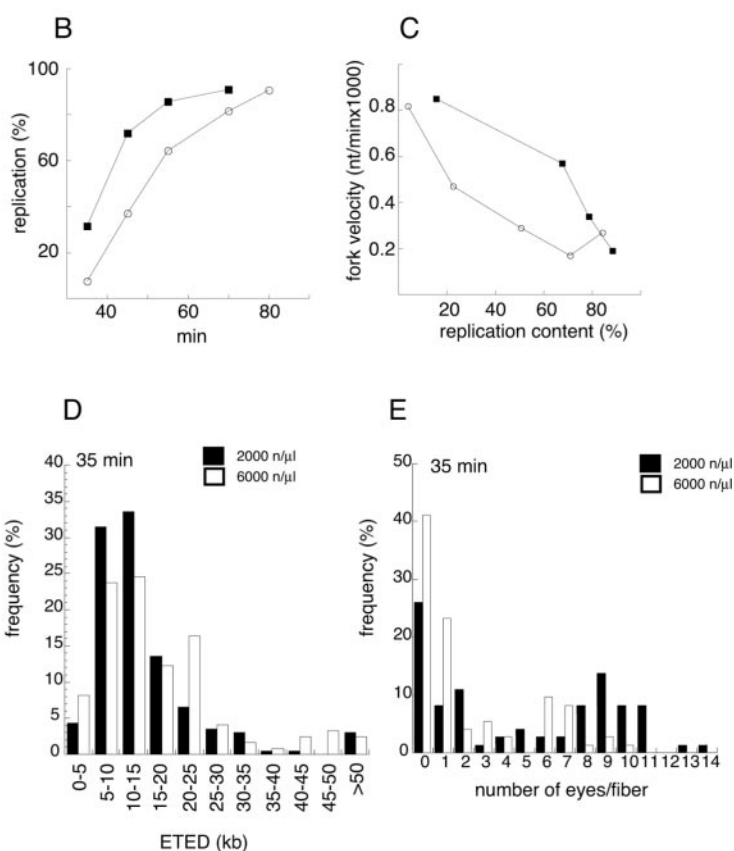 B
replication (%)
100
60
20
40
60
80
min
C
fork velocity (nt/minx1000)
0.8
0.6
0.4
0.2
20
40
60
80
replication content (%)
D
35 min
2000 n/µl
6000 n/µl
frequency (%)
45
40
35
30
25
20
15
10
5
0
0-5
5-10
10-15
15-20
20-25
25-30
30-35
35-40
40-45
45-50
>50
ETED (kb)
E
35 min
2000 n/µl
6000 n/µl
frequency (%)
50
40
30
20
10
0
0 1 2 3 4 5 6 7 8 9 10 11 12 13 14
number of eyes/fiber